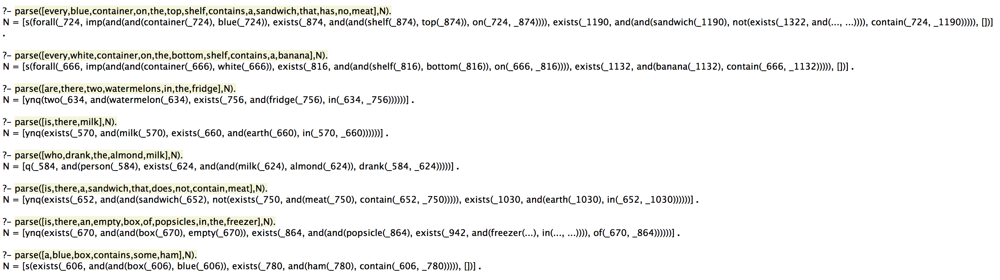 ?- parse([every,blue,container,on,the,top,shelf,contains,a,sandwich,that,has,no,meat],N).
N = [s(forall(_724, imp(and(and(container(_724), blue(_724)), exists(_874, and(and(shelf(_874), top(_874)), on(_724, _874)))), exists(_1190, and(and(sandwich(_1190), not(exists(_1322, and(..., ...)))), contain(_724, _1190))))), [])]
.
?- parse([every,white,container,on,the,bottom,shelf,contains,a,banana],N).
N = [s(forall(_666, imp(and(and(container(_666), white(_666)), exists(_816, and(and(shelf(_816), bottom(_816)), on(_666, _816)))), exists(_1132, and(banana(_1132), contain(_666, _1132))))), [])] .
?- parse([are,there,two,watermelons,in,the,fridge],N).
N = [ynq(two(_634, and(watermelon(_634), exists(_756, and(fridge(_756), in(_634, _756))))))] .
?- parse([is,there,milk],N).
N = [ynq(exists(_570, and(milk(_570), exists(_660, and(earth(_660), in(_570, _660))))))] .
?- parse([who,drank,the,almond,milk],N).
N = [q(_584, and(person(_584), exists(_624, and(and(milk(_624), almond(_624)), drank(_584, _624)))))] .
?- parse([is,there,a,sandwich,that,does,not,contain,meat],N).
N = [ynq(exists(_652, and(and(sandwich(_652), not(exists(_750, and(meat(_750), contain(_652, _750))))), exists(_1030, and(earth(_1030), in(_652, _1030))))))] .
?- parse([is,there,an,empty,box,of,popsicles,in,the,freezer],N).
N = [ynq(exists(_670, and(and(box(_670), empty(_670)), exists(_864, and(and(popsicle(_864), exists(_942, and(freezer(...), in(..., ...)))), of(_670, _864))))))] .
?- parse([a,blue,box,contains,some,ham],N).
N = [s(exists(_606, and(and(box(_606), blue(_606)), exists(_780, and(ham(_780), contain(_606, _780))))), [])] .